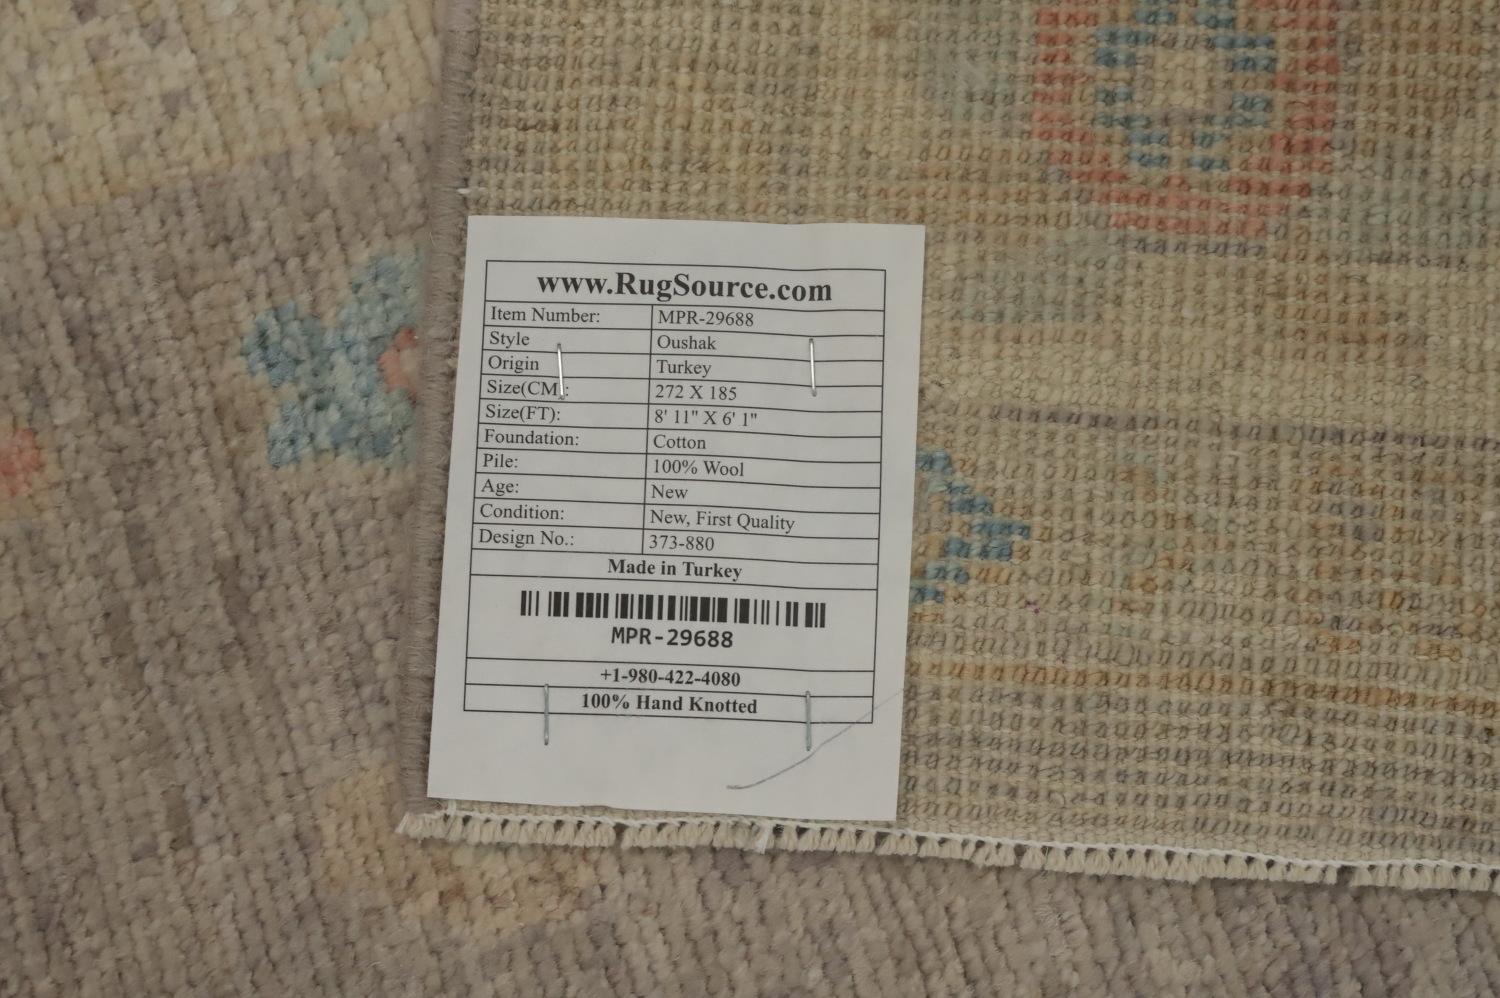 www.RugSource.com
Item Number: MPR-29688
Style Oushak
Origin Turkey
Size(CM): 272 X 185
Size(FT): 8' 11" X 6' 1"
Foundation: Cotton
Pile: 100% Wool
Age: New
Condition: New, First Quality
Design No.: 373-880
Made in Turkey
MPR-29688
+1-980-422-4080
100% Hand Knotted